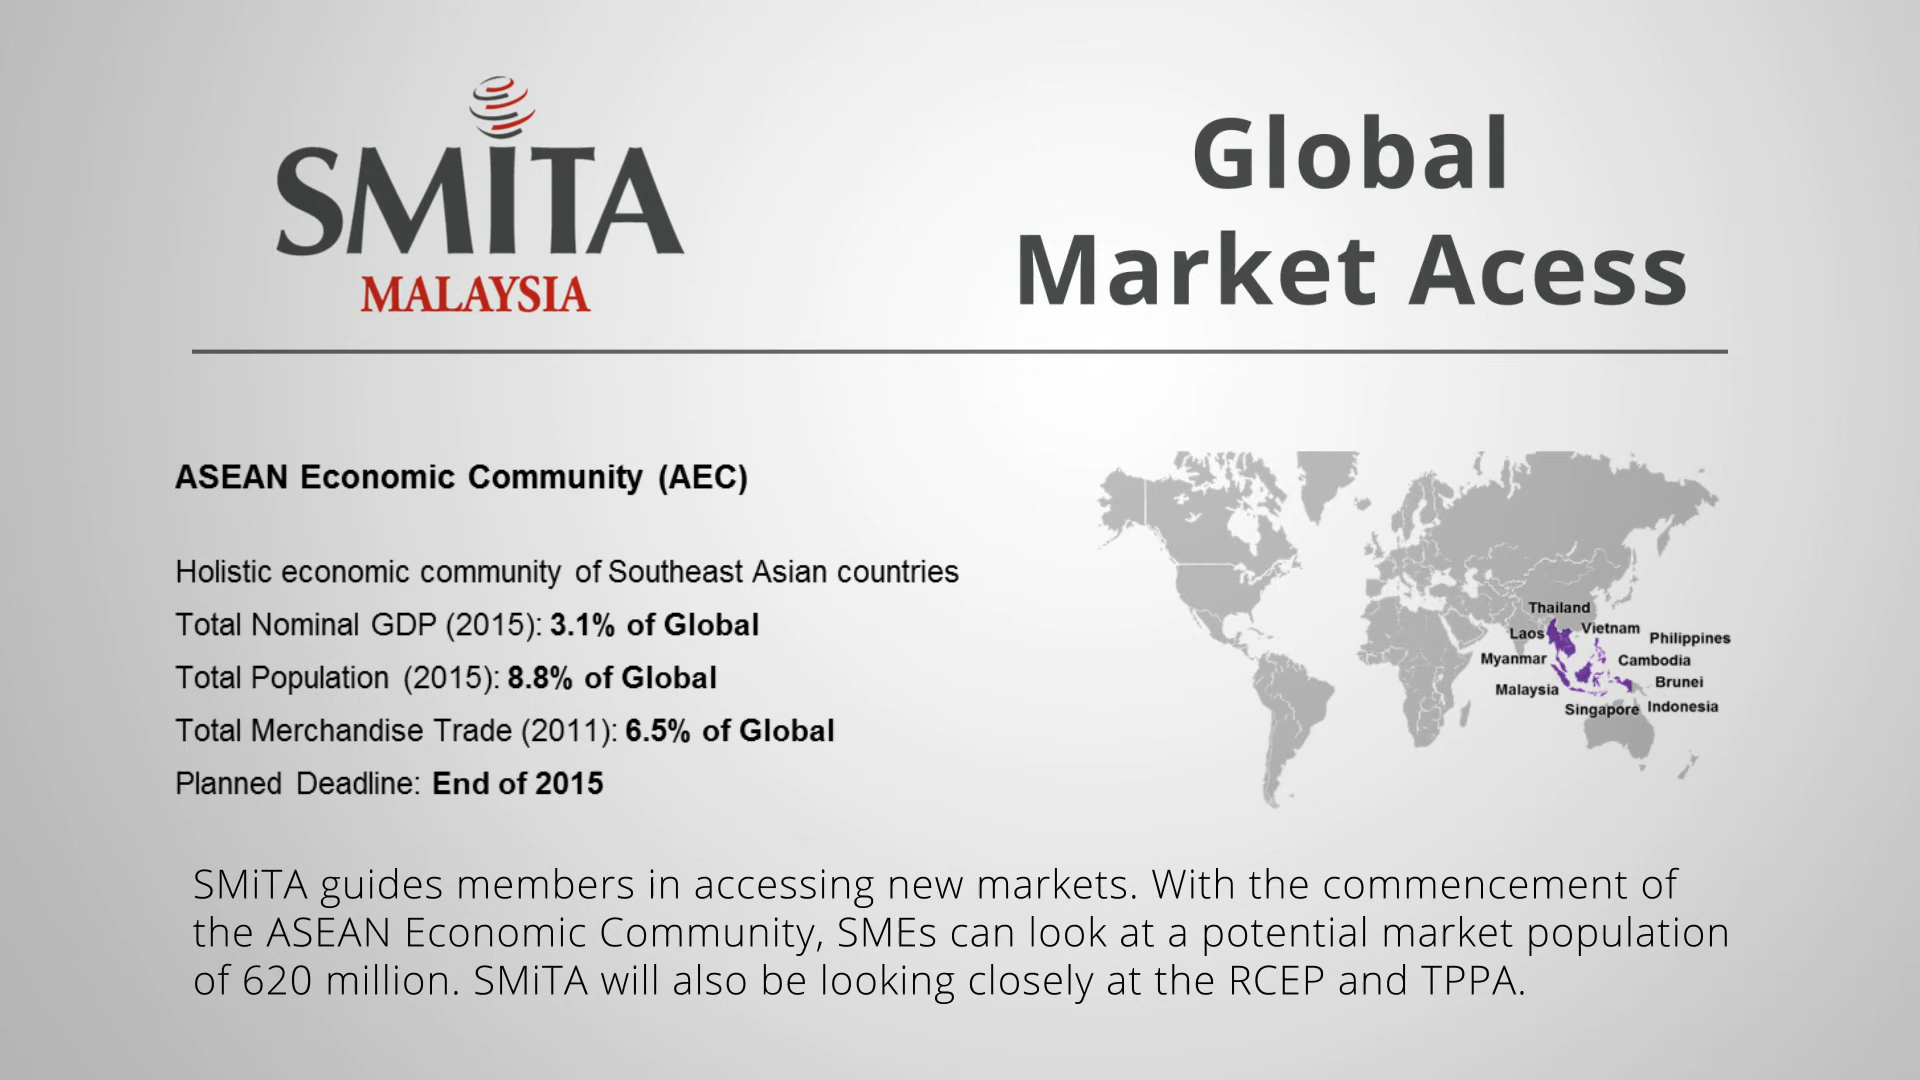 SMiTA
MALAYSIA
Global
Market Acess
ASEAN Economic Community (AEC)
Holistic economic community of Southeast Asian countries
Total Nominal GDP (2015): 3.1% of Global
Total Population (2015): 8.8% of Global
Total Merchandise Trade (2011): 6.5% of Global
Planned Deadline: End of 2015
Thailand
Laos
Vietnam
Philippines
Myanmar
Cambodia
Malaysia
Brunei
Singapore
Indonesia
SMiTA guides members in accessing new markets. With the commencement of
the ASEAN Economic Community, SMEs can look at a potential market population
of 620 million. SMiTA will also be looking closely at the RCEP and TPPA.